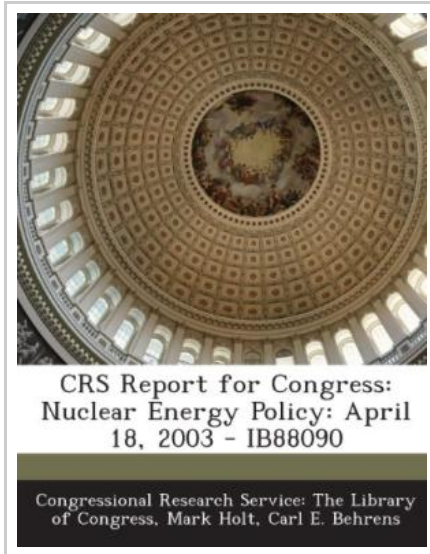 CRS Report for Congress:
Nuclear Energy Policy: April
18, 2003 - IB88090
Congressional Research Service: The Library
of Congress, Mark Holt, Carl E. Behrens